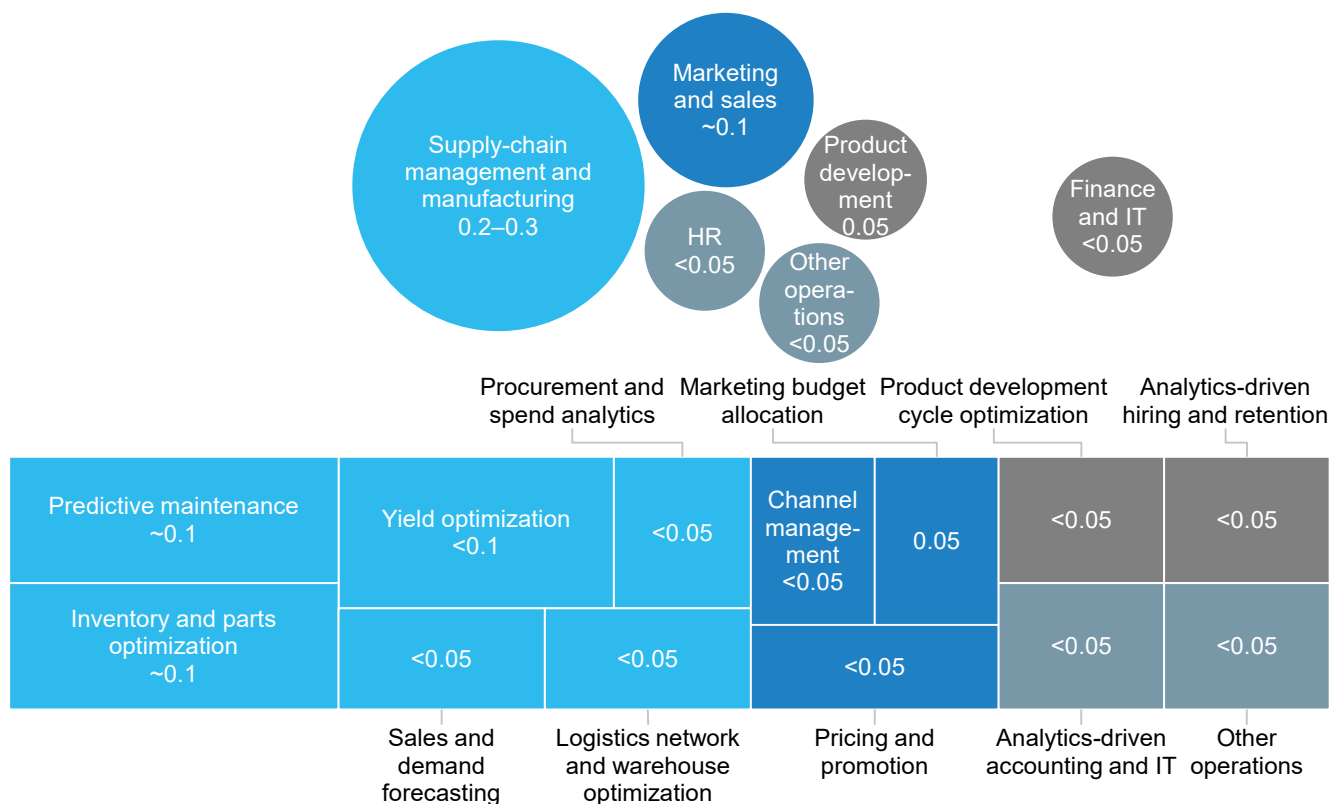 Supply-chain
management and
manufacturing
0.2–0.3
Marketing
and sales
~0.1
Product
develop-
ment
0.05
HR
<0.05
Other
opera-
tions
<0.05
Finance
and IT
<0.05
Procurement and
spend analytics
Marketing budget
allocation
Product development
cycle optimization
Analytics-driven
hiring and retention
Predictive maintenance
~0.1
Yield optimization
<0.1
<0.05
Channel
manage-
ment
<0.05
0.05
<0.05
<0.05
Inventory and parts
optimization
~0.1
<0.05
<0.05
<0.05
<0.05
<0.05
Sales and
demand
forecasting
Logistics network
and warehouse
optimization
Pricing and
promotion
Analytics-driven
accounting and IT
Other
operations